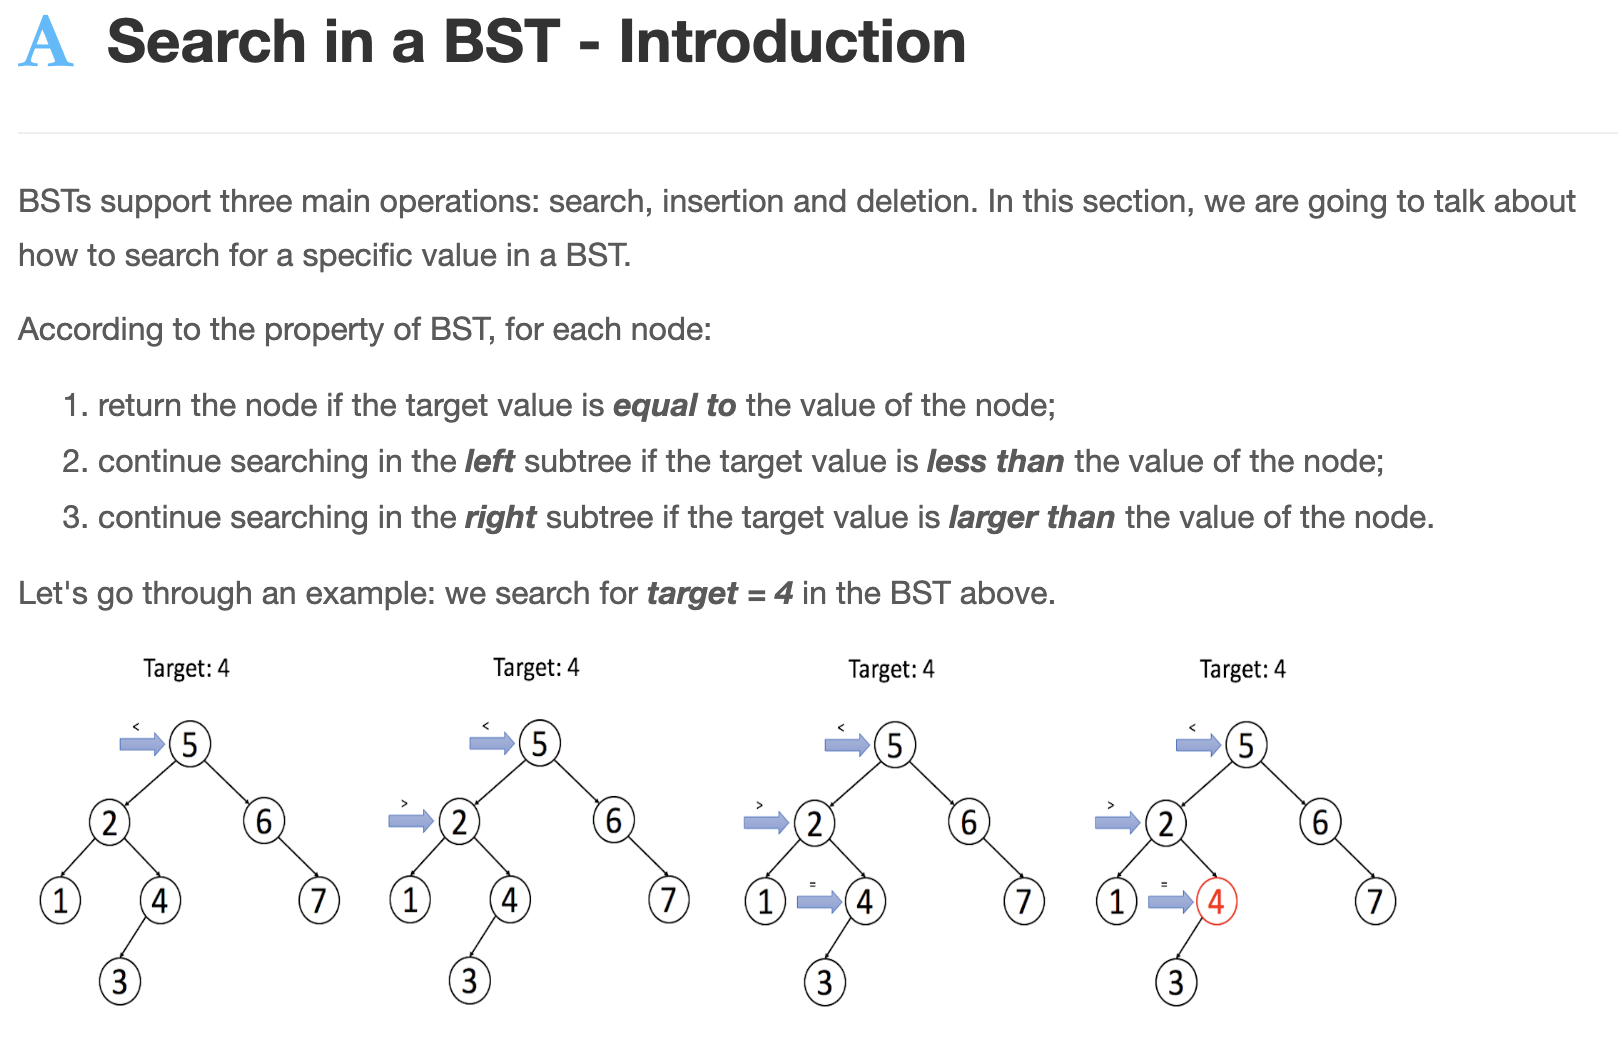 A Search in a BST - Introduction
BSTs support three main operations: search, insertion and deletion. In this section, we are going to talk about
how to search for a specific value in a BST.
According to the property of BST, for each node:
1. return the node if the target value is equal to the value of the node;
2. continue searching in the left subtree if the target value is less than the value of the node;
3. continue searching in the right subtree if the target value is larger than the value of the node.
Let's go through an example: we search for target = 4 in the BST above.
Target: 4 Target: 4 Target: 4 Target: 4
< < < <
5 5 5 5
> > >
2 6 2 6 2 6 2 6
= =
1 4 7 1 4 7 1 4 7 1 4 7
3 3 3 3